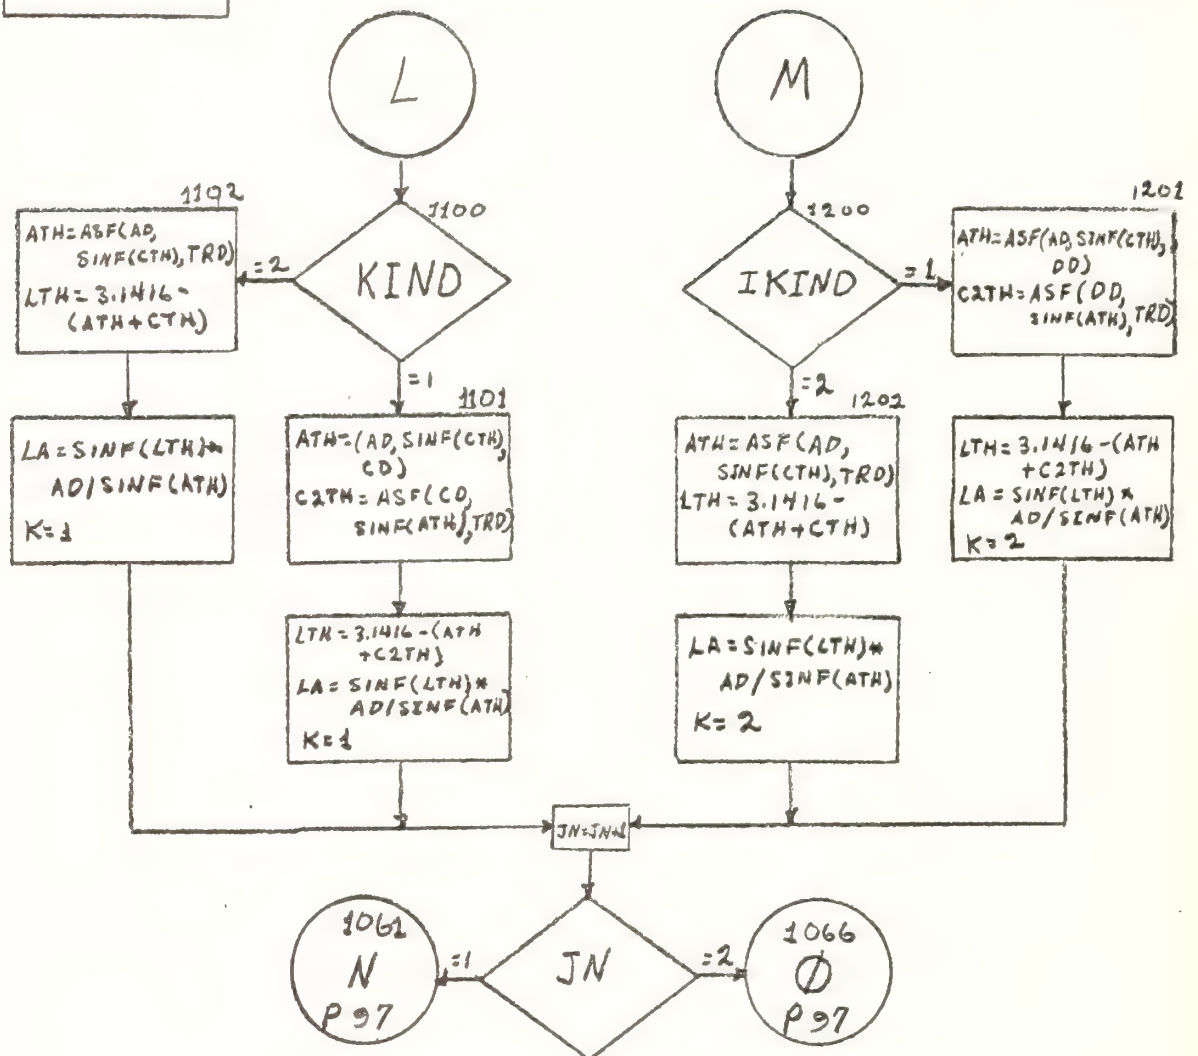 L
M
1102
1100
1200
1201
ATH=ASF(AD,
SINF(CTH),TRD)
LTH=3.1416-
(ATH+CTH)
=2
KIND
IKIND
=1
ATH=ASF(AD,SINF(CTH),
DD)
C2TH=ASF(DD,
SINF(ATH),TRD)
=1
1101
=2
1202
LA=SINF(LTH)*
AD/SINF(ATH)
K=1
ATH=(AD,SINF(CTH),
CD)
C2TH=ASF(CD,
SINF(ATH),TRD)
ATH=ASF(AD,
SINF(CTH),TRD)
LTH=3.1416-
(ATH+CTH)
LTH=3.1416-(ATH
+C2TH)
LA=SINF(LTH)*
AD/SINF(ATH)
K=2
LTH=3.1416-(ATH
+C2TH)
LA=SINF(LTH)*
AD/SINF(ATH)
K=1
LA=SINF(LTH)*
AD/SINF(ATH)
K=2
JN=JN+1
1061
N
P97
=1
JN
=2
1066
Ø
P97